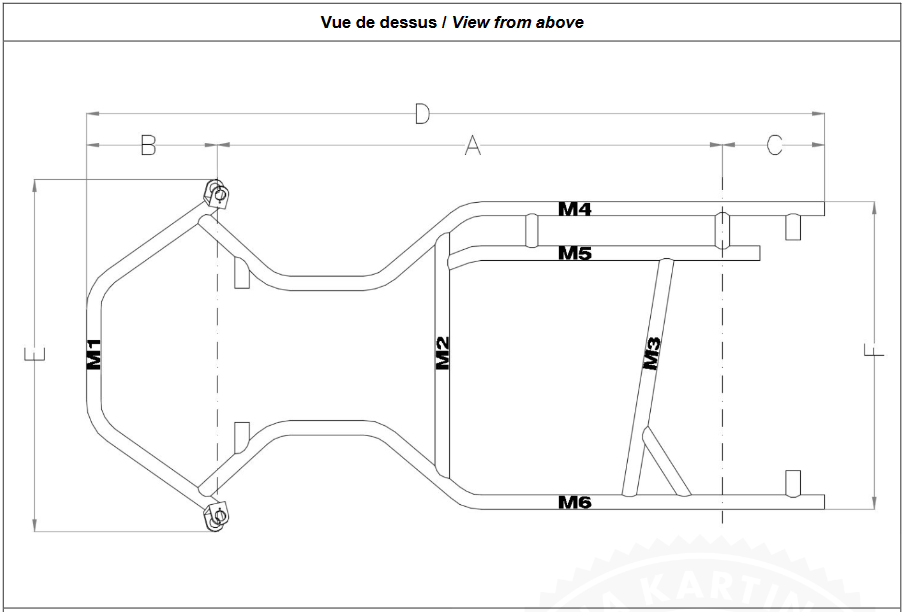 Vue de dessus / View from above
D
B A C
M4
M5
E M1 M2 M3 F
M6
A KARTIN